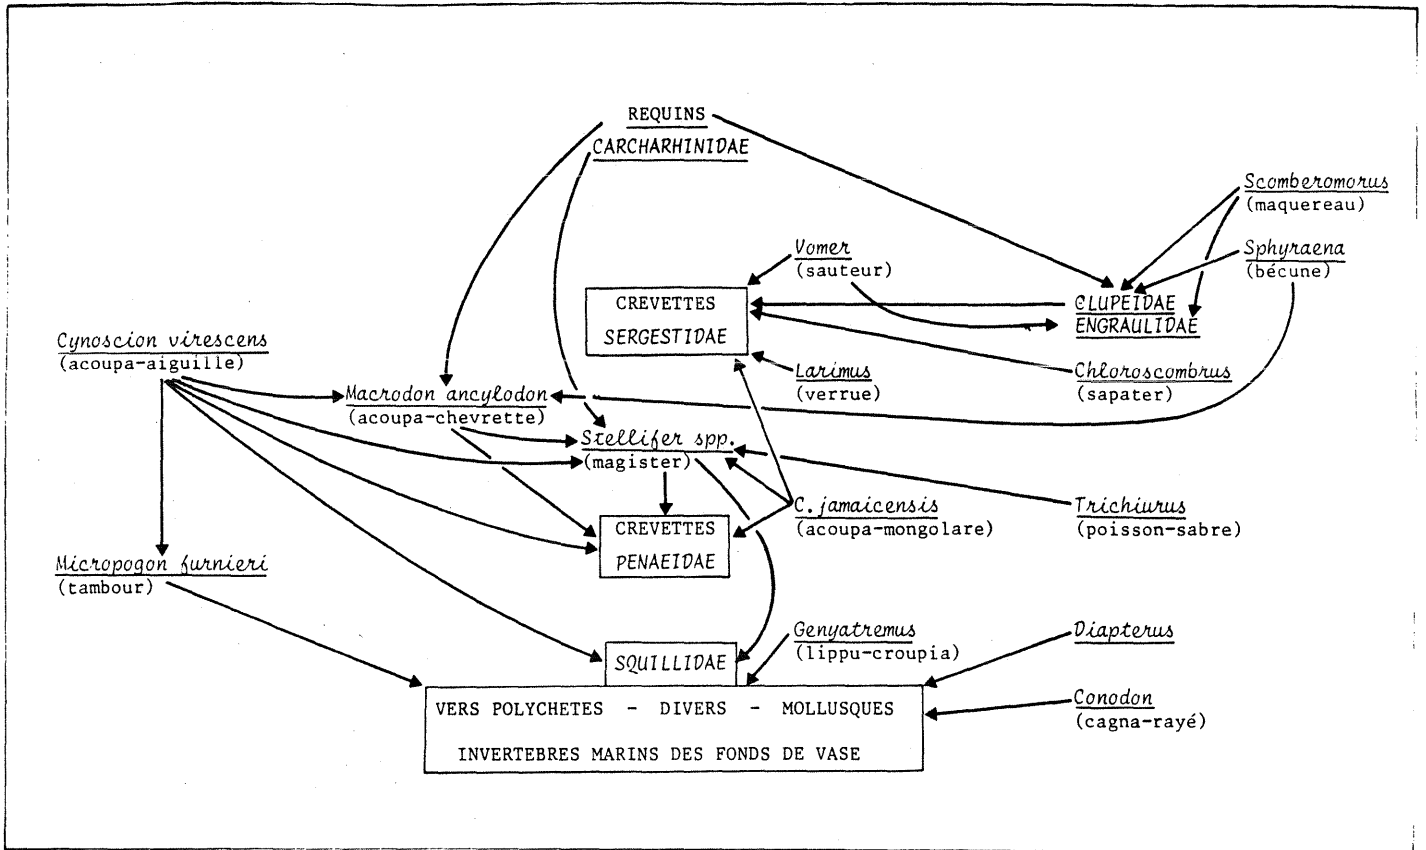 REQUINS
CARCHARHINIDAE
Scomberomorus
(maquereau)
Vomer
(sauteur)
Sphyraena
(bécune)
CREVETTES
SERGESTIDAE
CLUPEIDAE
ENGRAULIDAE
Cynoscion virescens
(acoupa-aiguille)
Larimus
(verrue)
Chloroscombrus
(sapater)
Macrodon ancylodon
(acoupa-chevrette)
Stellifer spp.
(magister)
C. jamaicensis
(acoupa-mongolare)
Trichiurus
(poisson-sabre)
CREVETTES
PENAEIDAE
Micropogon furnieri
(tambour)
Genyatremus
(lippu-croupia)
Diapterus
SQUILLIDAE
Conodon
(cagna-rayé)
VERS POLYCHETES - DIVERS - MOLLUSQUES
INVERTEBRES MARINS DES FONDS DE VASE